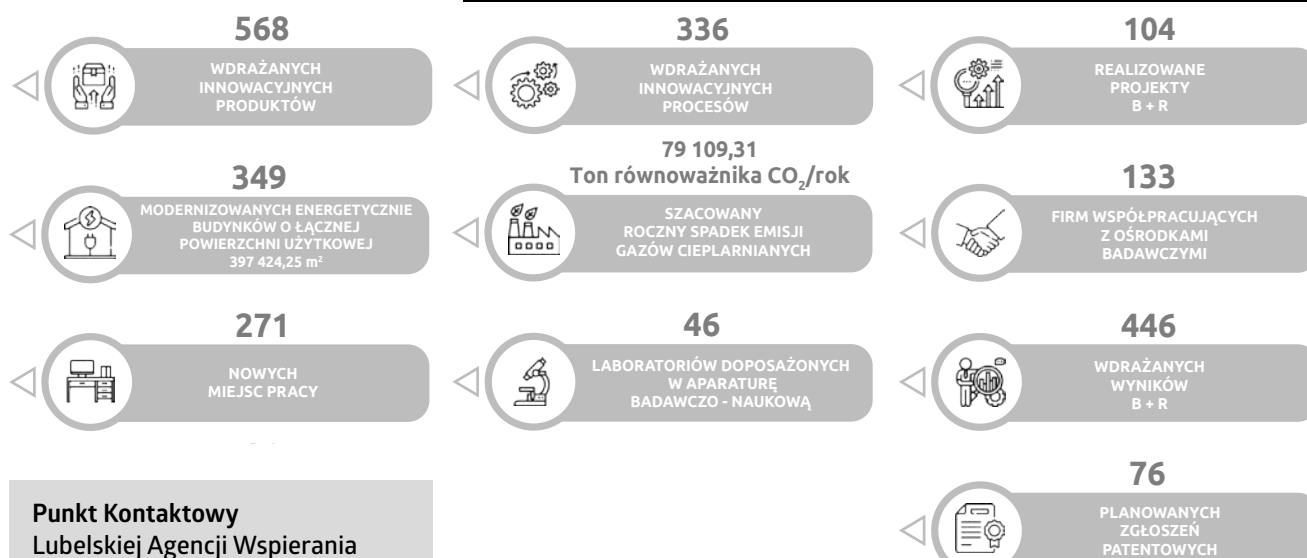 568
WDRAŻANYCH
INNOWACYJNYCH
PRODUKTÓW
336
WDRAŻANYCH
INNOWACYJNYCH
PROCESÓW
104
REALIZOWANE
PROJEKTY
B + R
349
MODERNIZOWANYCH ENERGETYCZNIE
BUDYNKÓW O ŁĄCZNEJ
POWIERZCHNI UŻYTKOWEJ
397 424,25 m²
79 109,31
Ton równoważnika CO₂/rok
SZACOWANY
ROCZNY SPADEK EMISJI
GAZÓW CIEPLARNIANYCH
133
FIRM WSPÓŁPRACUJĄCYCH
Z OŚRODKAMI
BADAWCZYMI
271
NOWYCH
MIEJSC PRACY
46
LABORATORIÓW DOPOSAŻONYCH
W APARATURĘ
BADAWCZO - NAUKOWĄ
446
WDRAŻANYCH
WYNIKÓW
B + R
76
PLANOWANYCH
ZGŁOSZEŃ
PATENTOWYCH
Punkt Kontaktowy
Lubelskiej Agencji Wspierania